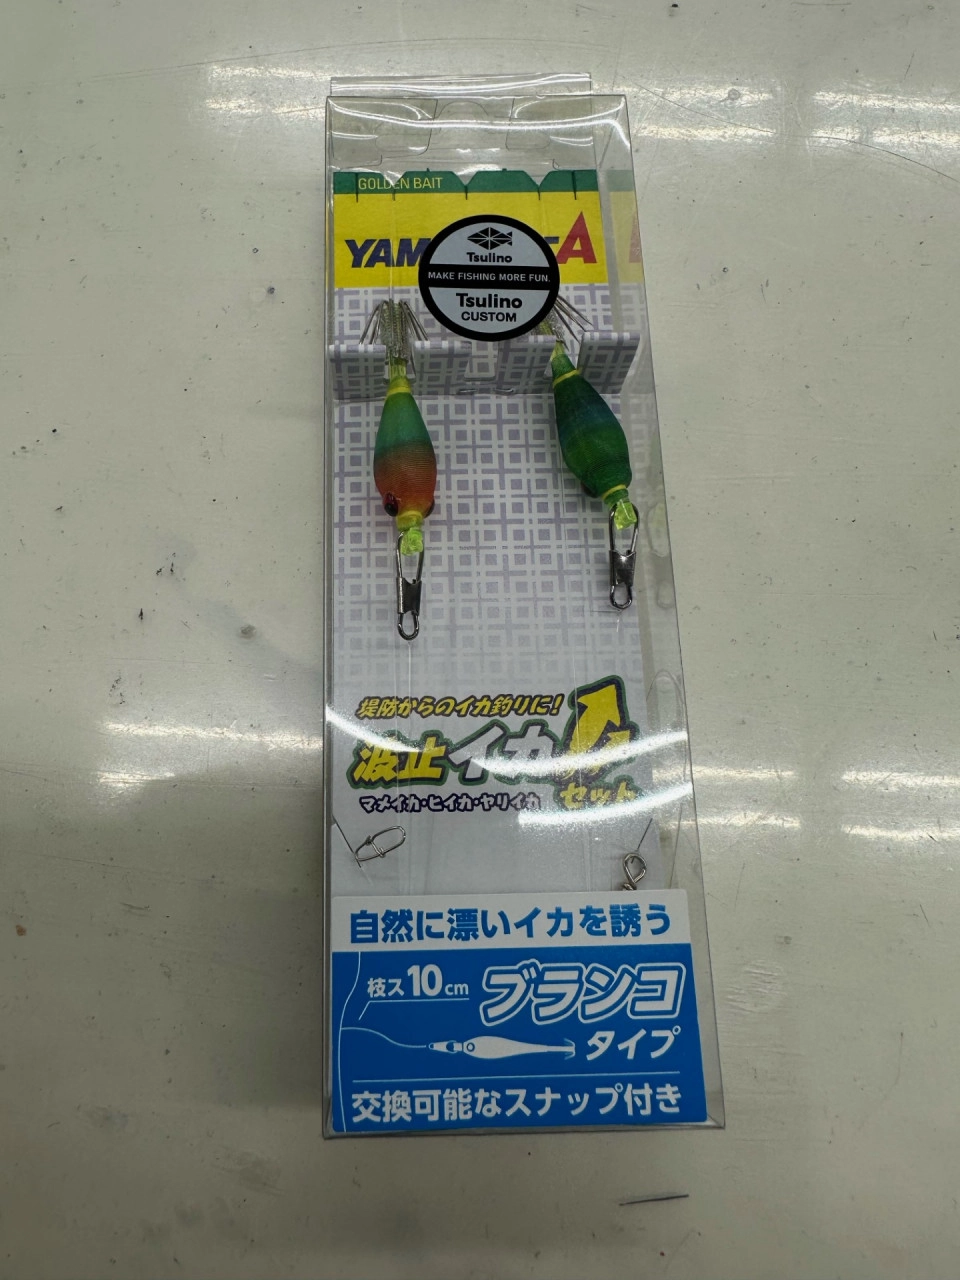 GOLDEN BAIT
YAM A
Tsulino
MAKE FISHING MORE FUN.
Tsulino
CUSTOM
堤防からのイカ釣りに!
波止イカ
セット
マメイカ・ヒイカ・ヤリイカ
自然に漂いイカを誘う
枝ス10cm
ブランコ
タイプ
交換可能なスナップ付き